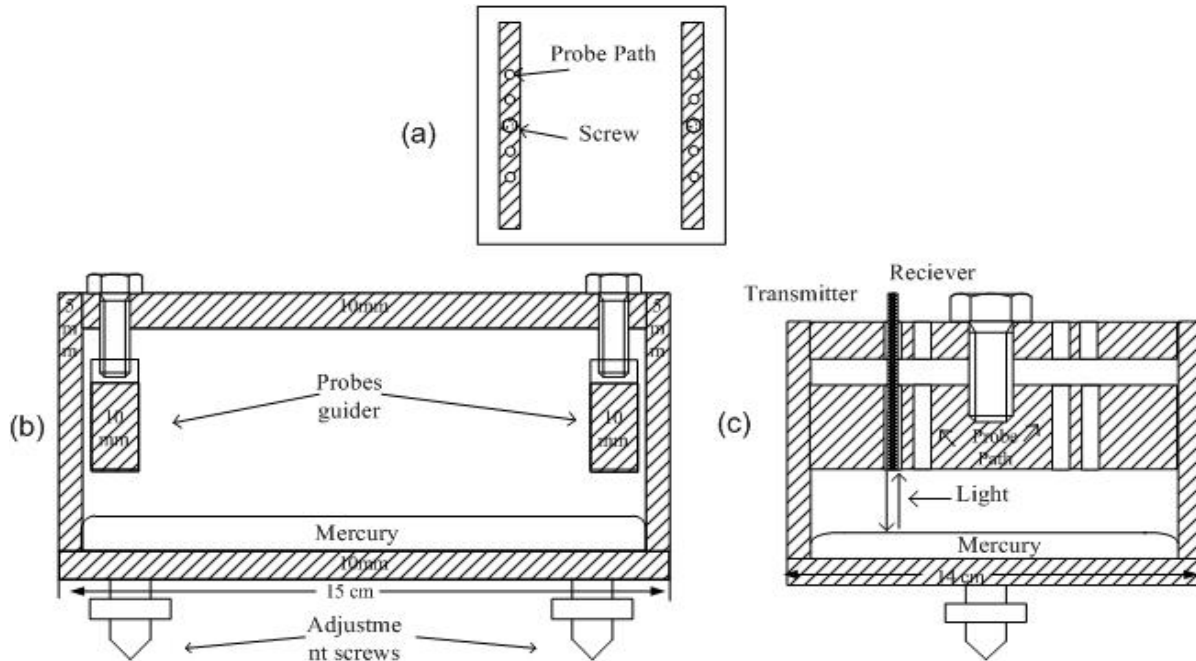 Probe Path
(a)
Screw
Reciever
Transmitter
10mm
5
m
m
5
m
m
Probes
guider
10
mm
10
mm
(b)
(c)
Probe
Path
Light
Mercury
Mercury
10mm
15 cm
14 cm
Adjustme
nt screws